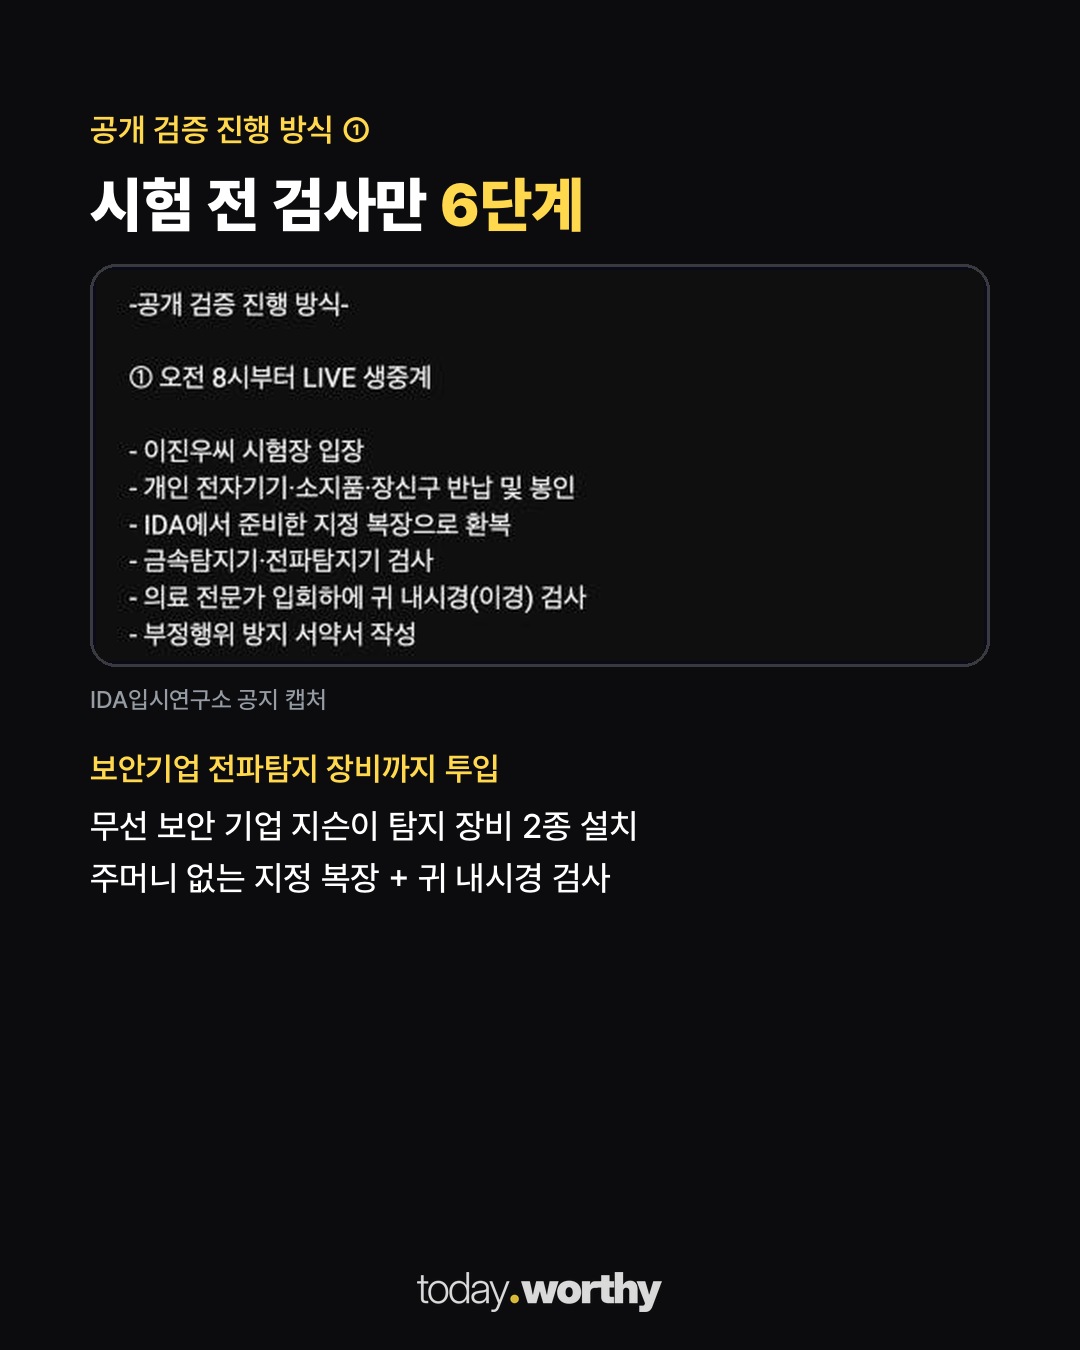 공개 검증 진행 방식 ①
시험 전 검사만 6단계
-공개 검증 진행 방식-
① 오전 8시부터 LIVE 생중계
- 이진우씨 시험장 입장
- 개인 전자기기·소지품·장신구 반납 및 봉인
- IDA에서 준비한 지정 복장으로 환복
- 금속탐지기·전파탐지기 검사
- 의료 전문가 입회하에 귀 내시경(이경) 검사
- 부정행위 방지 서약서 작성
IDA입시연구소 공지 캡처
보안기업 전파탐지 장비까지 투입
무선 보안 기업 지슨이 탐지 장비 2종 설치
주머니 없는 지정 복장 + 귀 내시경 검사
today.worthy